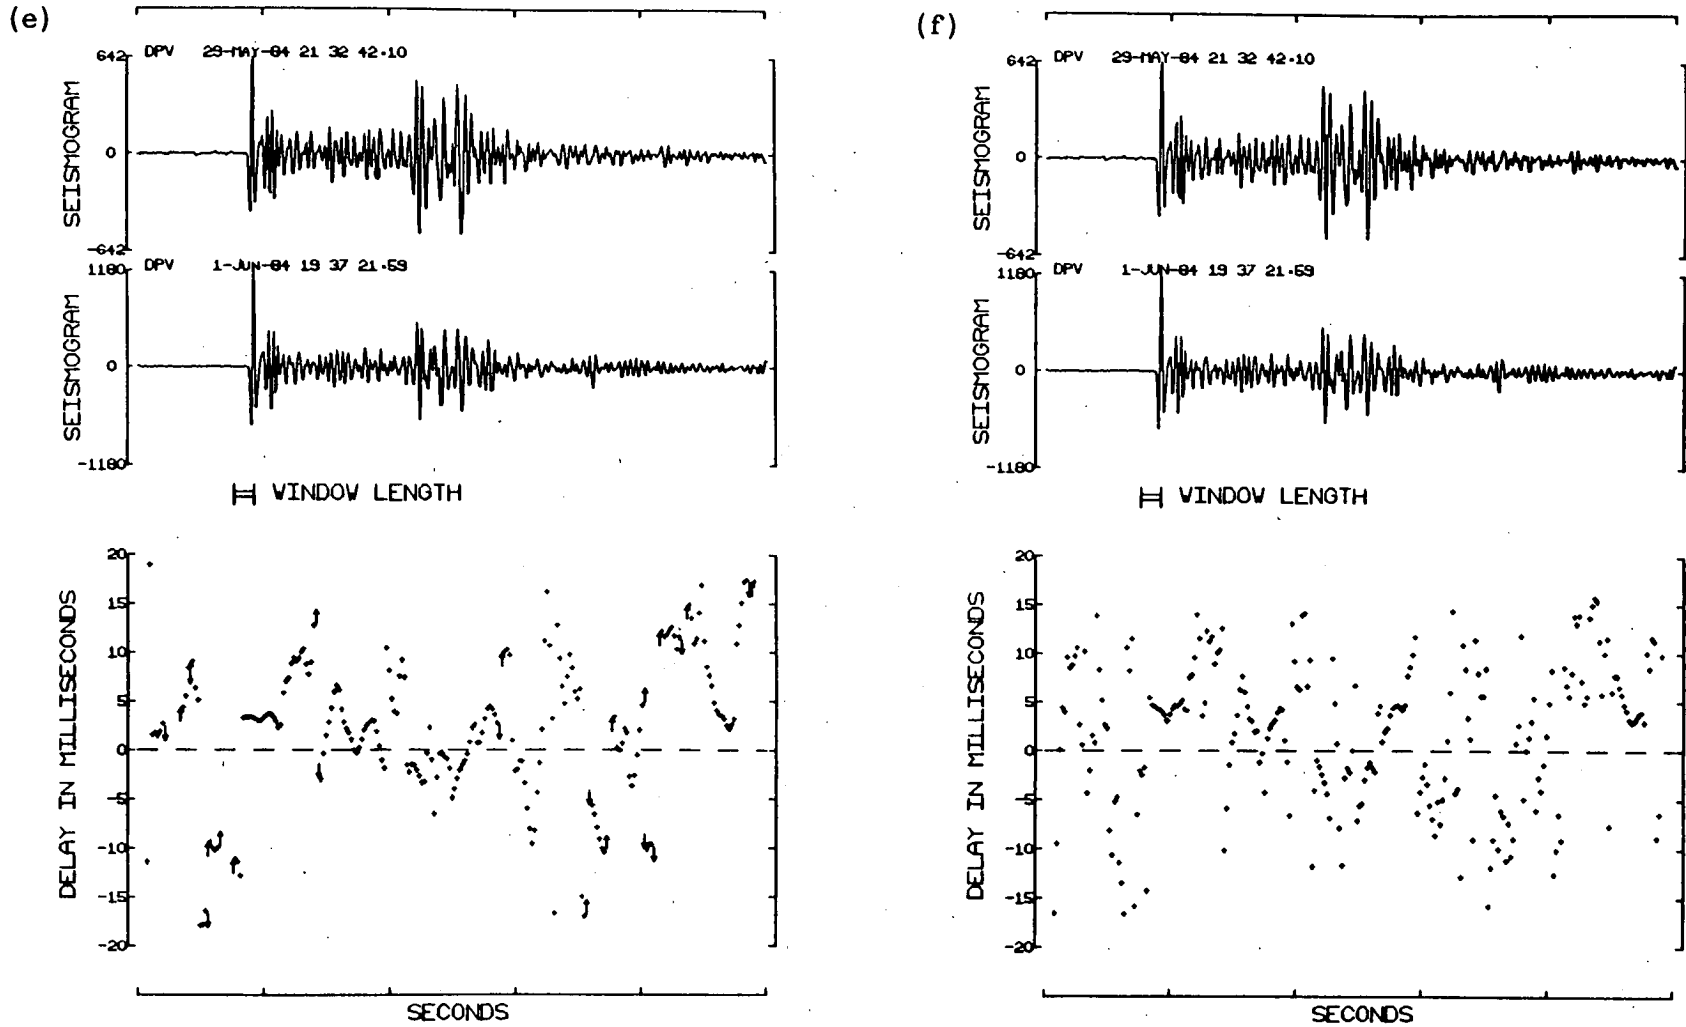 (e)
642
DPV 29-MAY-84 21 32 42.10
0
-642
SEISMOGRAM
1180
DPV 1-JUN-84 19 37 21.59
0
-1180
SEISMOGRAM
WINDOW LENGTH
20
15
10
5
0
-5
-10
-15
-20
DELAY IN MILLISECONDS
SECONDS
(f)
642
DPV 29-MAY-84 21 32 42.10
0
-642
SEISMOGRAM
1180
DPV 1-JUN-84 19 37 21.59
0
-1180
SEISMOGRAM
WINDOW LENGTH
20
15
10
5
0
-5
-10
-15
-20
DELAY IN MILLISECONDS
SECONDS